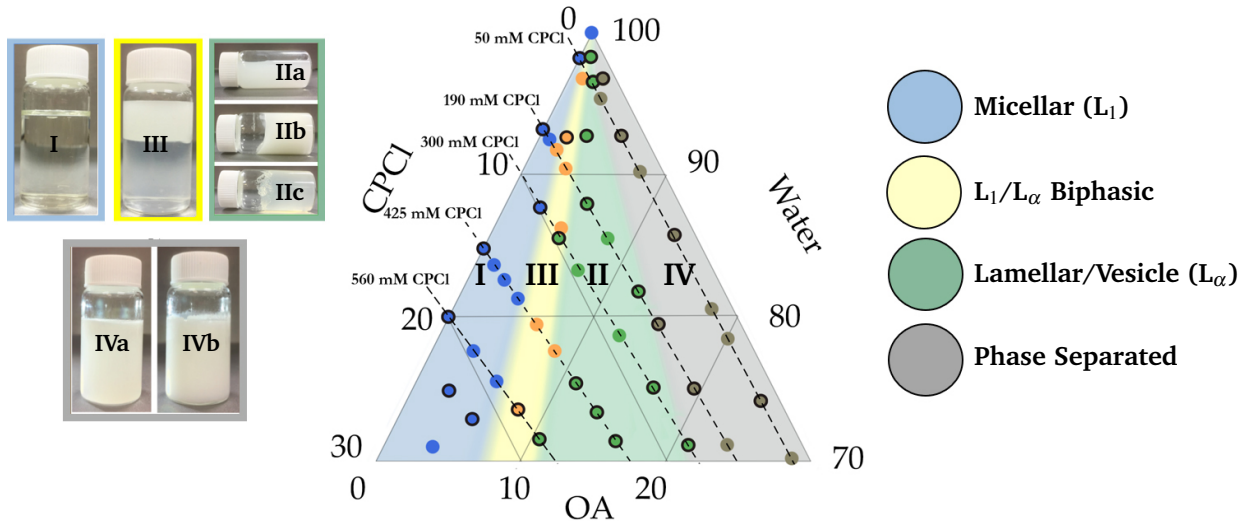 I
III
IIa
IIb
IIc
IVa
IVb
0
100
50 mM CPCl
190 mM CPCl
300 mM CPCl
10
90
CPCl
Water
425 mM CPCl
560 mM CPCl
I
III
II
IV
20
80
30
70
0
10
20
OA
Micellar (L₁)
L₁/Lα Biphasic
Lamellar/Vesicle (Lα)
Phase Separated